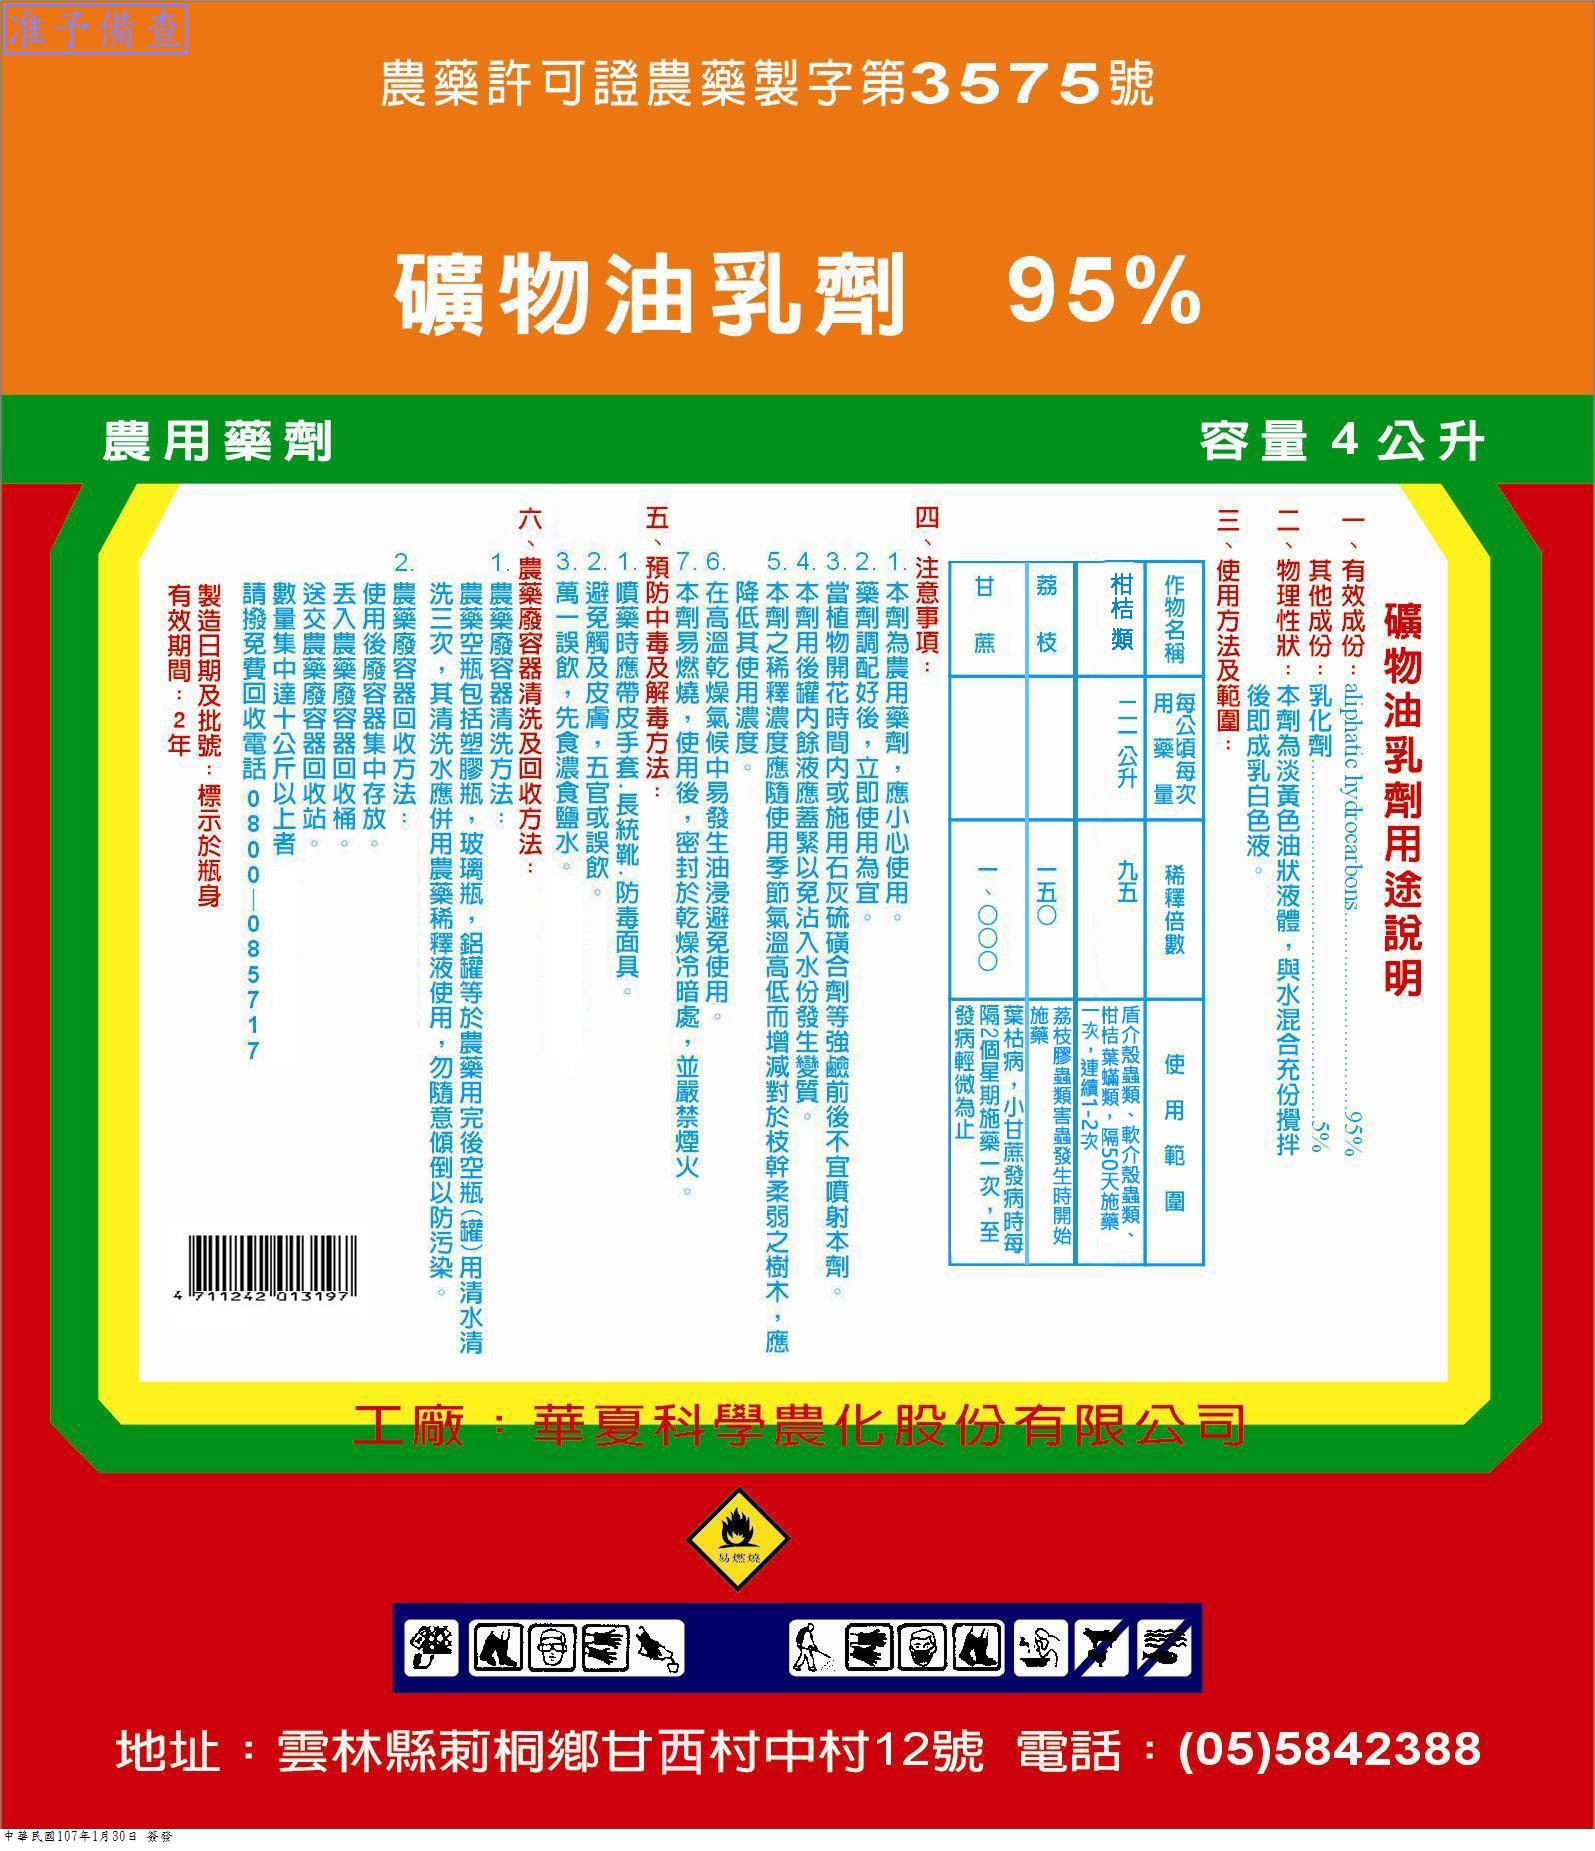 准予備查
農藥許可證農藥製字第3575號
礦物油乳劑 95%
農用藥劑
容量 4 公升
礦物油乳劑用途說明
一、有效成份：aliphatic hydrocarbons..............................95%
其他成份：乳化劑..............................5%
二、物理性狀：本劑為淡黃色油狀液體，與水混合充份攪拌
後即成乳白色液。
三、使用方法及範圍：
作物名稱 每公頃每次用藥量 稀釋倍數 使用範圍
柑桔類 二一一公升 九五 盾介殼蟲類、軟介殼蟲類、
柑桔葉蟎類，隔50天施藥
一次，連續1-2次
荔枝 一五〇 荔枝膠蟲類害蟲發生時開始
施藥
甘蔗 一、〇〇〇 葉枯病，小甘蔗發病時每
隔2個星期施藥一次，至
發病輕微為止
四、注意事項：
1.本劑為農用藥劑，應小心使用。
2.藥劑調配好後，立即使用為宜。
3.當植物開花時間內或施用石灰硫磺合劑等強鹼前後不宜噴射本劑。
4.本劑用後罐內餘液應蓋緊以免沾入水份發生變質。
5.本劑之稀釋濃度應隨使用季節氣溫高低而增減對於枝幹柔弱之樹木，應
降低其使用濃度。
6.在高溫乾燥氣候中易發生油浸避免使用。
7.本劑易燃燒，使用後，密封於乾燥冷暗處，並嚴禁煙火。
五、預防中毒及解毒方法：
1.噴藥時應帶皮手套.長統靴.防毒面具。
2.避免觸及皮膚，五官或誤飲。
3.萬一誤飲，先食濃食鹽水。
六、農藥廢容器清洗及回收方法：
1.農藥廢容器清洗方法：
農藥空瓶包括塑膠瓶，玻璃瓶，鋁罐等於農藥用完後空瓶(罐)用清水清
洗三次，其清洗水應併用農藥稀釋液使用，勿隨意傾倒以防污染。
2.農藥廢容器回收方法：
使用後廢容器集中存放。
丟入農藥廢容器回收桶。
送交農藥廢容器回收站。
數量集中達十公斤以上者
請撥免費回收電話0800—085717
製造日期及批號：標示於瓶身
有效期間：2年
4 711242 013197
工廠：華夏科學農化股份有限公司
易燃燒
地址：雲林縣莿桐鄉甘西村中村12號 電話：(05)5842388
中華民國107年1月30日 簽發